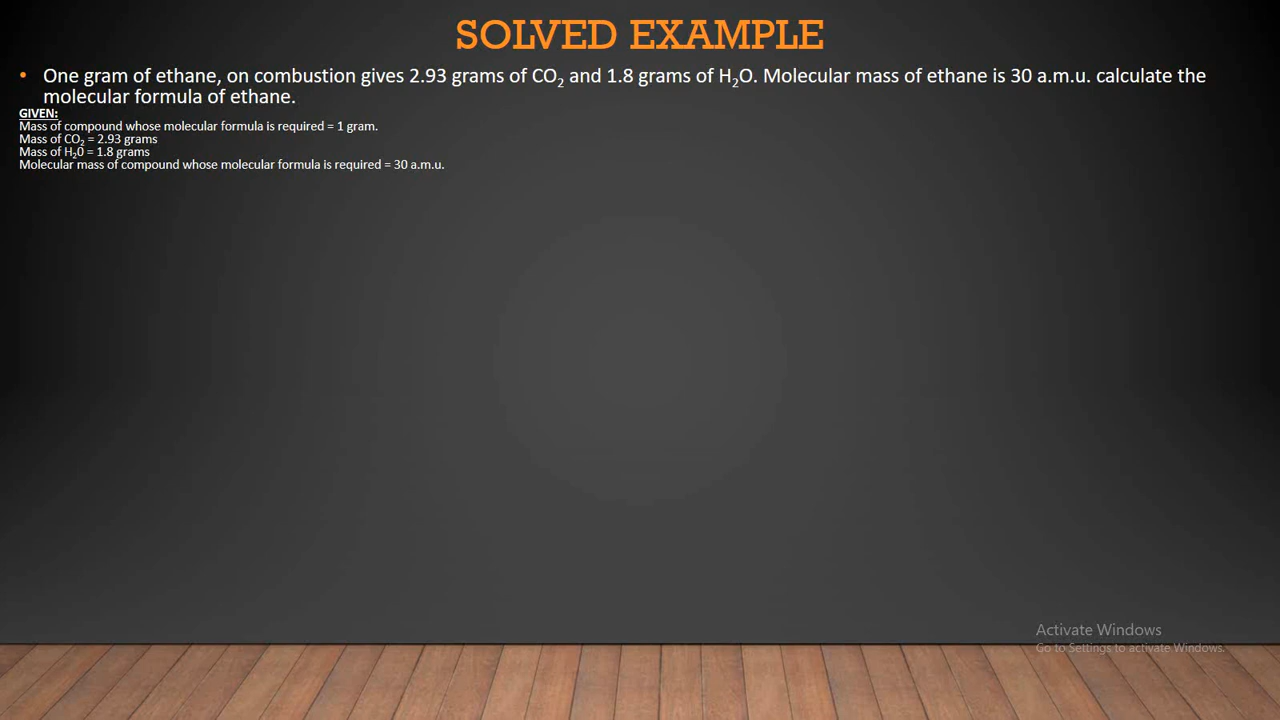 SOLVED EXAMPLE
• One gram of ethane, on combustion gives 2.93 grams of CO₂ and 1.8 grams of H₂O. Molecular mass of ethane is 30 a.m.u. calculate the
molecular formula of ethane.
GIVEN:
Mass of compound whose molecular formula is required = 1 gram.
Mass of CO₂ = 2.93 grams
Mass of H₂0 = 1.8 grams
Molecular mass of compound whose molecular formula is required = 30 a.m.u.
Activate Windows
Go to Settings to activate Windows.